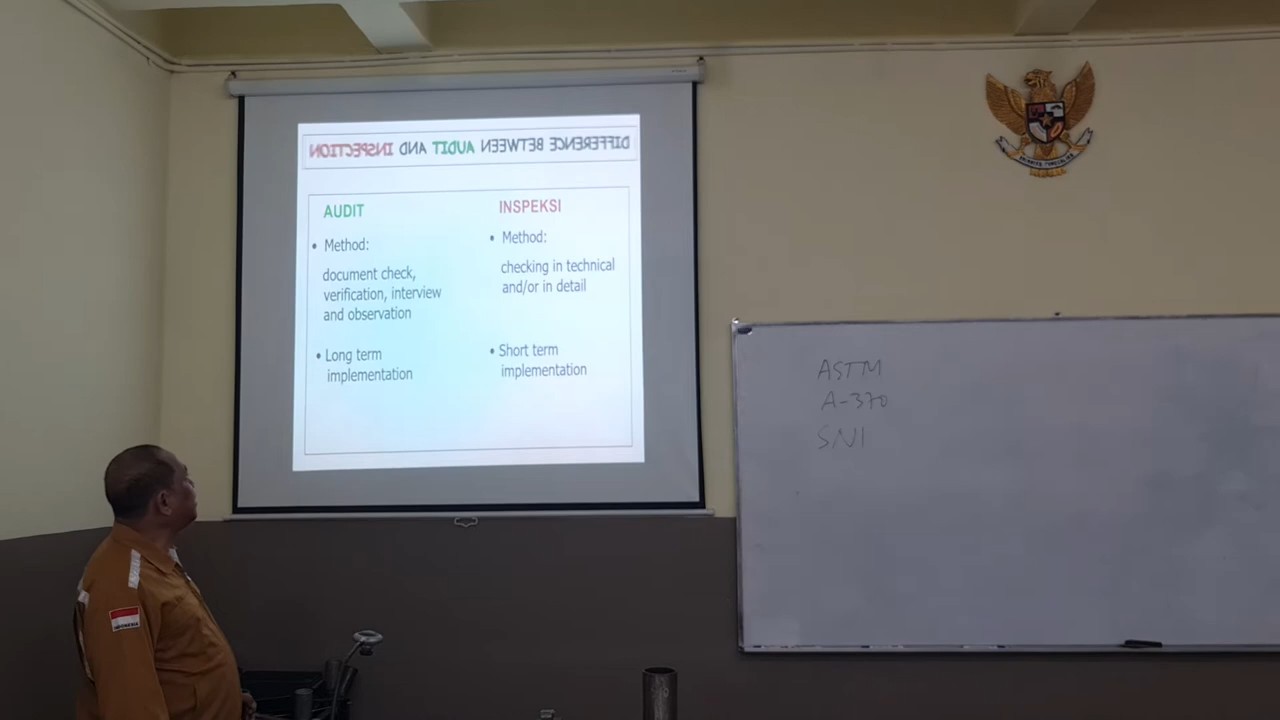 DIFFERENCE BETWEEN AUDIT AND INSPECTION
AUDIT
• Method:
document check,
verification, interview
and observation
• Long term
implementation
INSPEKSI
• Method:
checking in technical
and/or in detail
• Short term
implementation
ASTM
A-370
SNI
INDONESIA